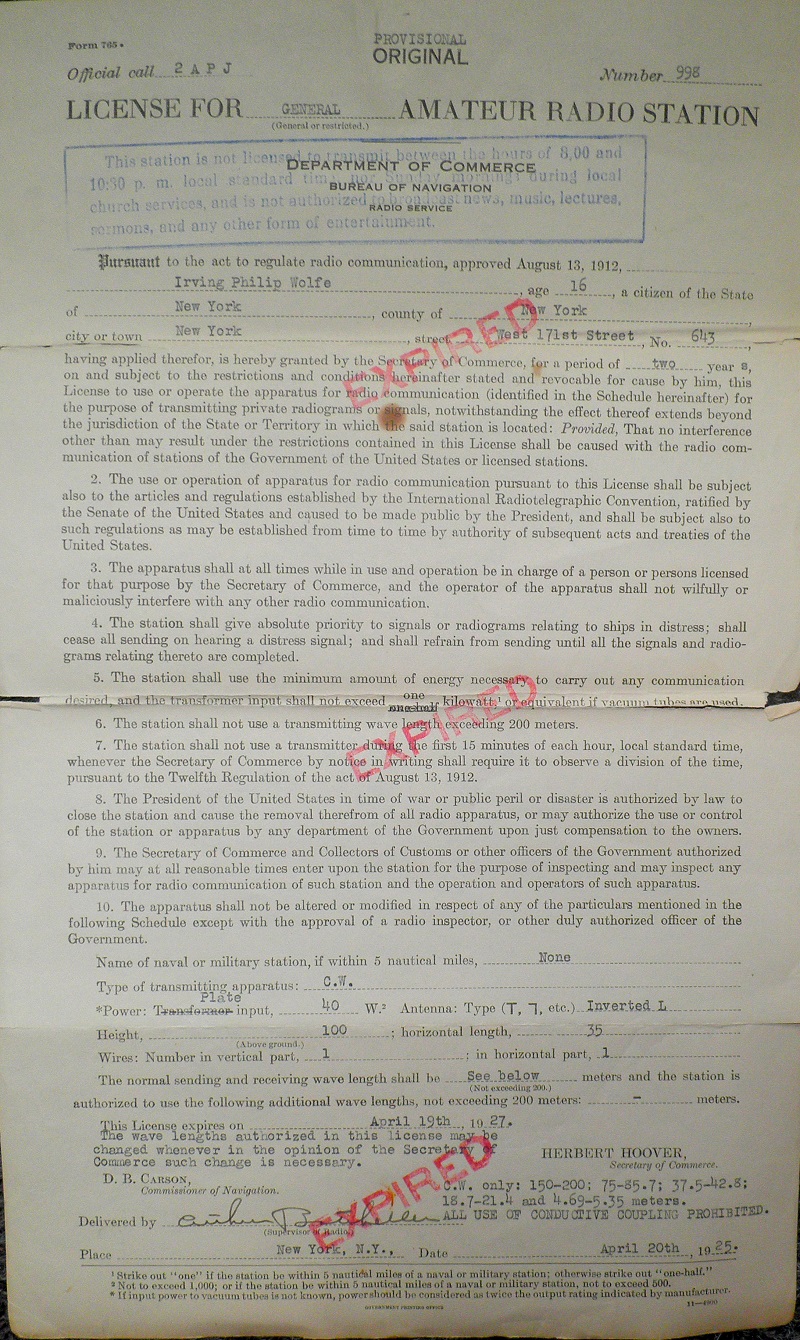 Form 765.
PROVISIONAL
ORIGINAL
Official call 2 A P J
Number 998
LICENSE FOR GENERAL AMATEUR RADIO STATION
(General or restricted.)
This station is not licensed to transmit between the hours of 8,00 and
10:30 p. m. local standard time, nor Sunday mornings during local
church services, and is not authorized to broadcast news, music, lectures,
sermons, and any other form of entertainment.
DEPARTMENT OF COMMERCE
BUREAU OF NAVIGATION
RADIO SERVICE
Pursuant to the act to regulate radio communication, approved August 13, 1912,
Irving Philip Wolfe, age 16, a citizen of the State
of New York, county of New York,
city or town New York, street West 171st Street, No. 643,
having applied therefor, is hereby granted by the Secretary of Commerce, for a period of two year s,
on and subject to the restrictions and conditions hereinafter stated and revocable for cause by him, this
License to use or operate the apparatus for radio communication (identified in the Schedule hereinafter) for
the purpose of transmitting private radiograms or signals, notwithstanding the effect thereof extends beyond
the jurisdiction of the State or Territory in which the said station is located: Provided, That no interference
other than may result under the restrictions contained in this License shall be caused with the radio com-
munication of stations of the Government of the United States or licensed stations.
EXPIRED
2. The use or operation of apparatus for radio communication pursuant to this License shall be subject
also to the articles and regulations established by the International Radiotelegraphic Convention, ratified by
the Senate of the United States and caused to be made public by the President, and shall be subject also to
such regulations as may be established from time to time by authority of subsequent acts and treaties of the
United States.
3. The apparatus shall at all times while in use and operation be in charge of a person or persons licensed
for that purpose by the Secretary of Commerce, and the operator of the apparatus shall not wilfully or
maliciously interfere with any other radio communication.
4. The station shall give absolute priority to signals or radiograms relating to ships in distress; shall
cease all sending on hearing a distress signal; and shall refrain from sending until all the signals and radio-
grams relating thereto are completed.
5. The station shall use the minimum amount of energy necessary to carry out any communication
desired, and the transformer input shall not exceed one one-half kilowatt,¹ or equivalent if vacuum tubes are used.
6. The station shall not use a transmitting wave length exceeding 200 meters.
7. The station shall not use a transmitter during the first 15 minutes of each hour, local standard time,
whenever the Secretary of Commerce by notice in writing shall require it to observe a division of the time,
pursuant to the Twelfth Regulation of the act of August 13, 1912.
EXPIRED
8. The President of the United States in time of war or public peril or disaster is authorized by law to
close the station and cause the removal therefrom of all radio apparatus, or may authorize the use or control
of the station or apparatus by any department of the Government upon just compensation to the owners.
9. The Secretary of Commerce and Collectors of Customs or other officers of the Government authorized
by him may at all reasonable times enter upon the station for the purpose of inspecting and may inspect any
apparatus for radio communication of such station and the operation and operators of such apparatus.
10. The apparatus shall not be altered or modified in respect of any of the particulars mentioned in the
following Schedule except with the approval of a radio inspector, or other duly authorized officer of the
Government.
Name of naval or military station, if within 5 nautical miles, None
Type of transmitting apparatus: C.W.
Plate
*Power: Transformer input, 40 W.² Antenna: Type (T, ⅂, etc.) Inverted L
Height, 100; horizontal length, 35
(Above ground.)
Wires: Number in vertical part, 1; in horizontal part, 1
The normal sending and receiving wave length shall be See below meters and the station is
(Not exceeding 200.)
authorized to use the following additional wave lengths, not exceeding 200 meters: - meters.
This License expires on April 19th, 1927.
The wave lengths authorized in this license may be
changed whenever in the opinion of the Secretary of
Commerce such change is necessary.
HERBERT HOOVER,
Secretary of Commerce.
D. B. CARSON,
Commissioner of Navigation.
C.W. only: 150-200; 75-85.7; 37.5-42.8;
18.7-21.4 and 4.69-5.35 meters.
ALL USE OF CONDUCTIVE COUPLING PROHIBITED.
EXPIRED
Delivered by Arthur Batcheller
(Supervisor of Radio)
Place New York, N.Y., Date April 20th, 1925.
¹ Strike out "one" if the station be within 5 nautical miles of a naval or military station; otherwise strike out "one-half."
² Not to exceed 1,000; or if the station be within 5 nautical miles of a naval or military station, not to exceed 500.
* If input power to vacuum tubes is not known, power should be considered as twice the output rating indicated by manufacturer.
GOVERNMENT PRINTING OFFICE
11—4900